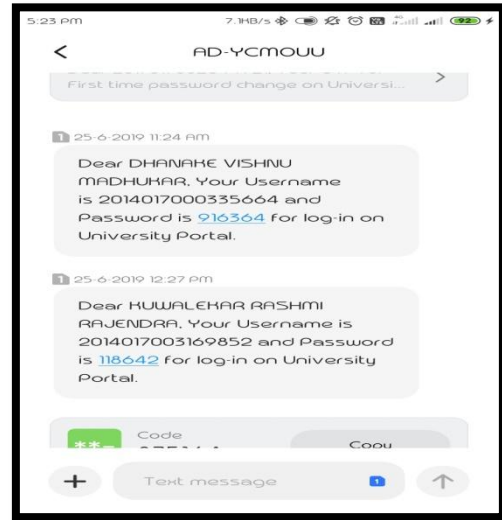 5:23 PM 7.1KB/s 92
AD-YCMOUU
First time password change on Universi...
1 25-6-2019 11:24 AM
Dear DHANAKE VISHNU
MADHUKAR, Your Username
is 2014017000335664 and
Password is 916364 for log-in on
University Portal.
1 25-6-2019 12:27 PM
Dear KUWALEKAR RASHMI
RAJENDRA, Your Username is
2014017003169852 and Password
is 118642 for log-in on University
Portal.
Code
**_ Copy
Text message 1